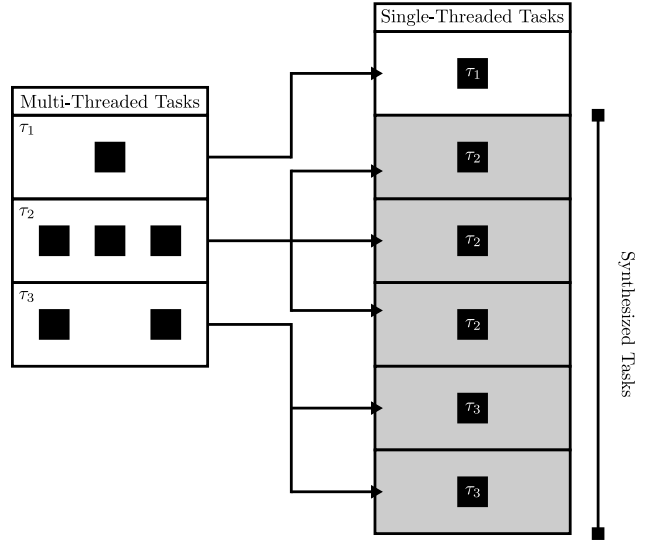 Multi-Threaded Tasks
τ1
τ2
τ3
Single-Threaded Tasks
τ1
τ2
τ2
τ2
τ3
τ3
Synthesized Tasks